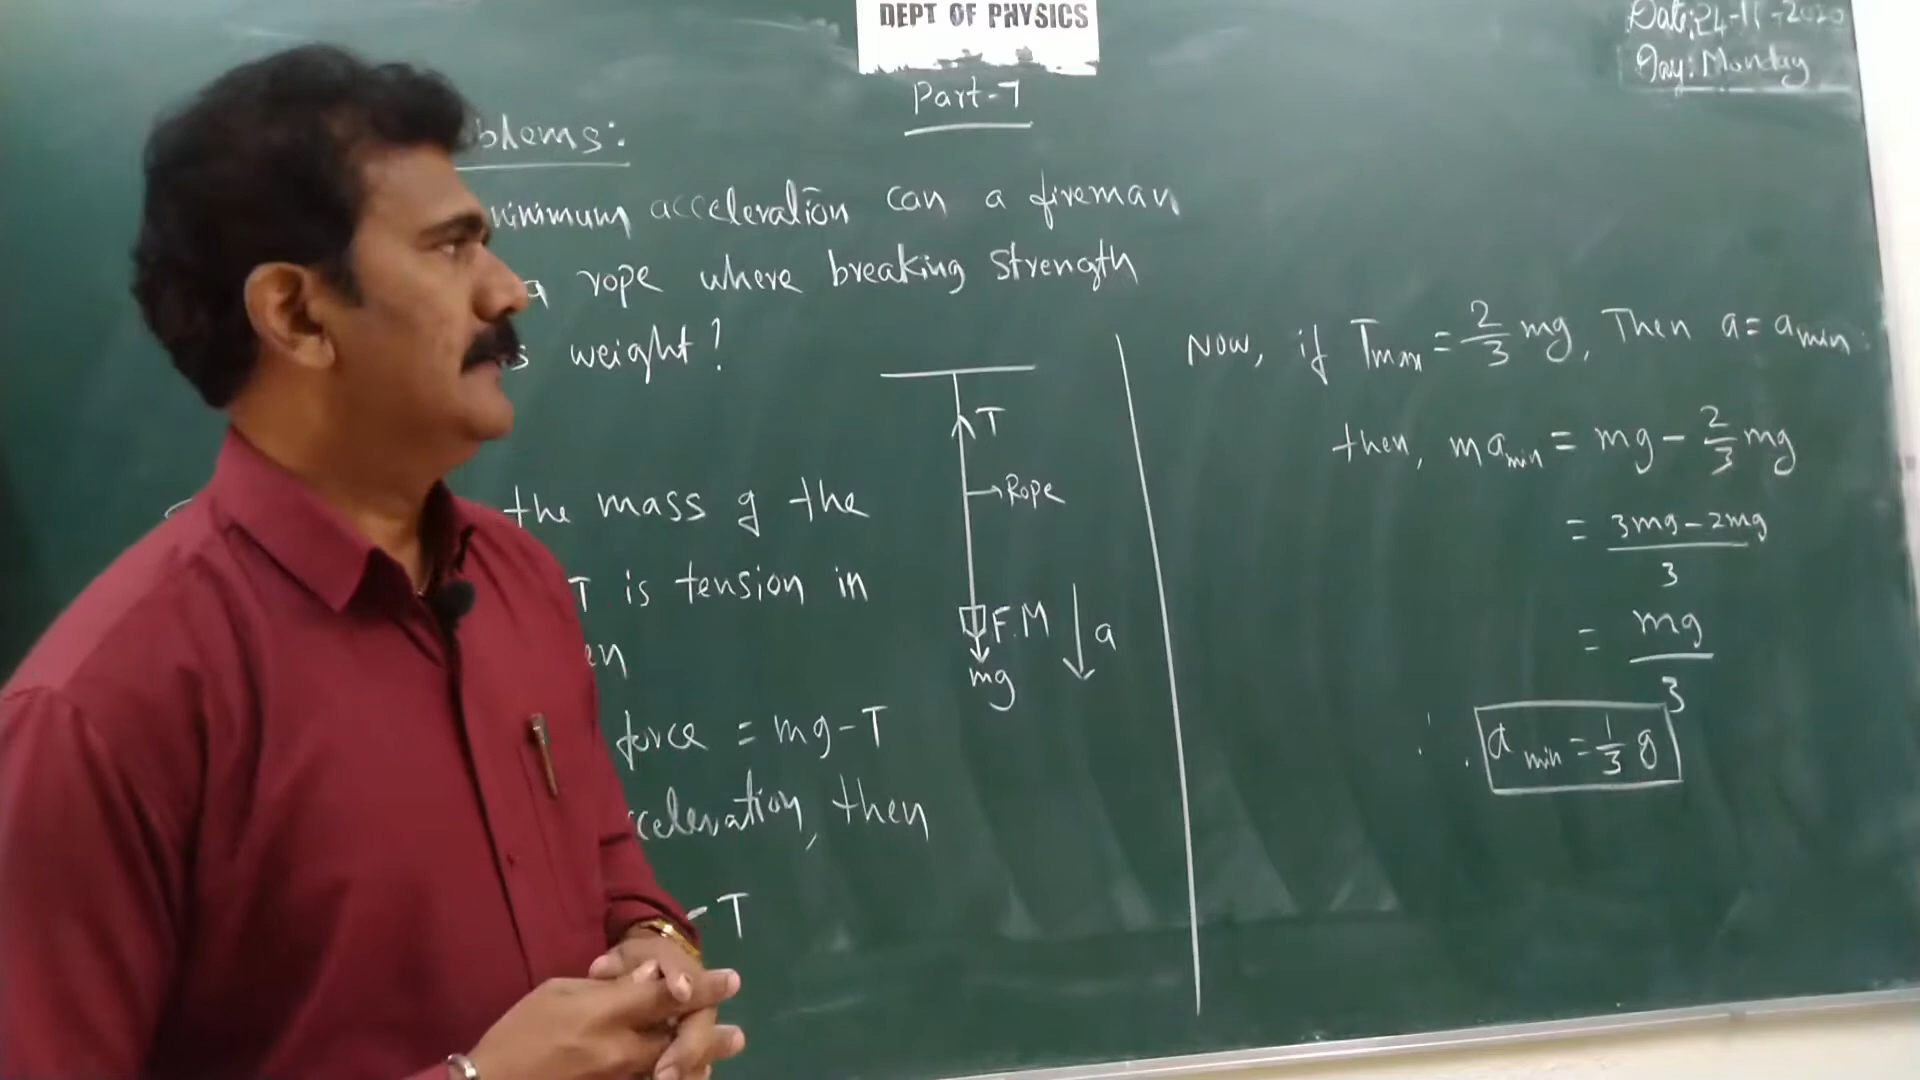 DEPT OF PHYSICS
Date: 24-11-2020
Day: Monday
Part-7
blems:
minimum acceleration can a fireman
a rope where breaking strength
s weight?
the mass g the
T is tension in
en
force = mg-T
celeration, then
-T
T
Rope
F.M
a
mg
Now, if Tmax = 2/3 mg, Then a = amin
then, m amin = mg - 2/3 mg
= 3mg-2mg / 3
= mg / 3
∴ amin = 1/3 g